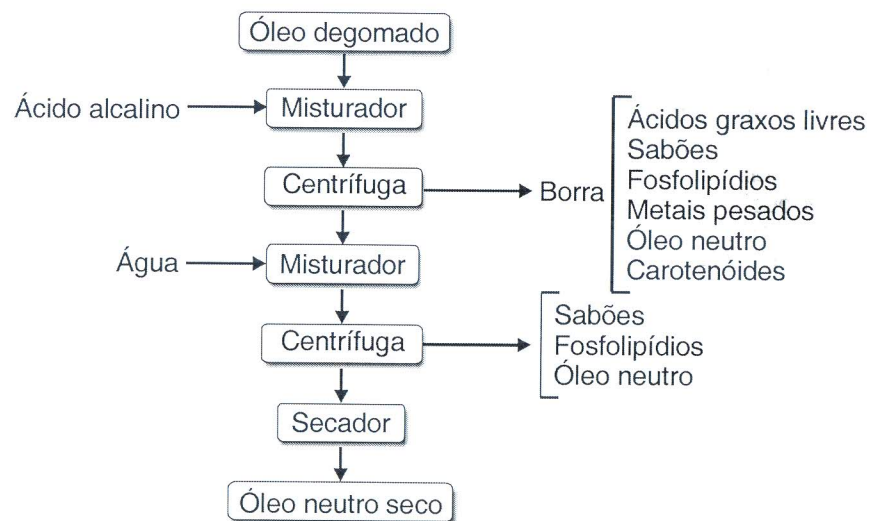 Óleo degomado
Ácido alcalino
Misturador
Centrífuga
Borra
Ácidos graxos livres
Sabões
Fosfolipídios
Metais pesados
Óleo neutro
Carotenóides
Água
Misturador
Centrífuga
Sabões
Fosfolipídios
Óleo neutro
Secador
Óleo neutro seco